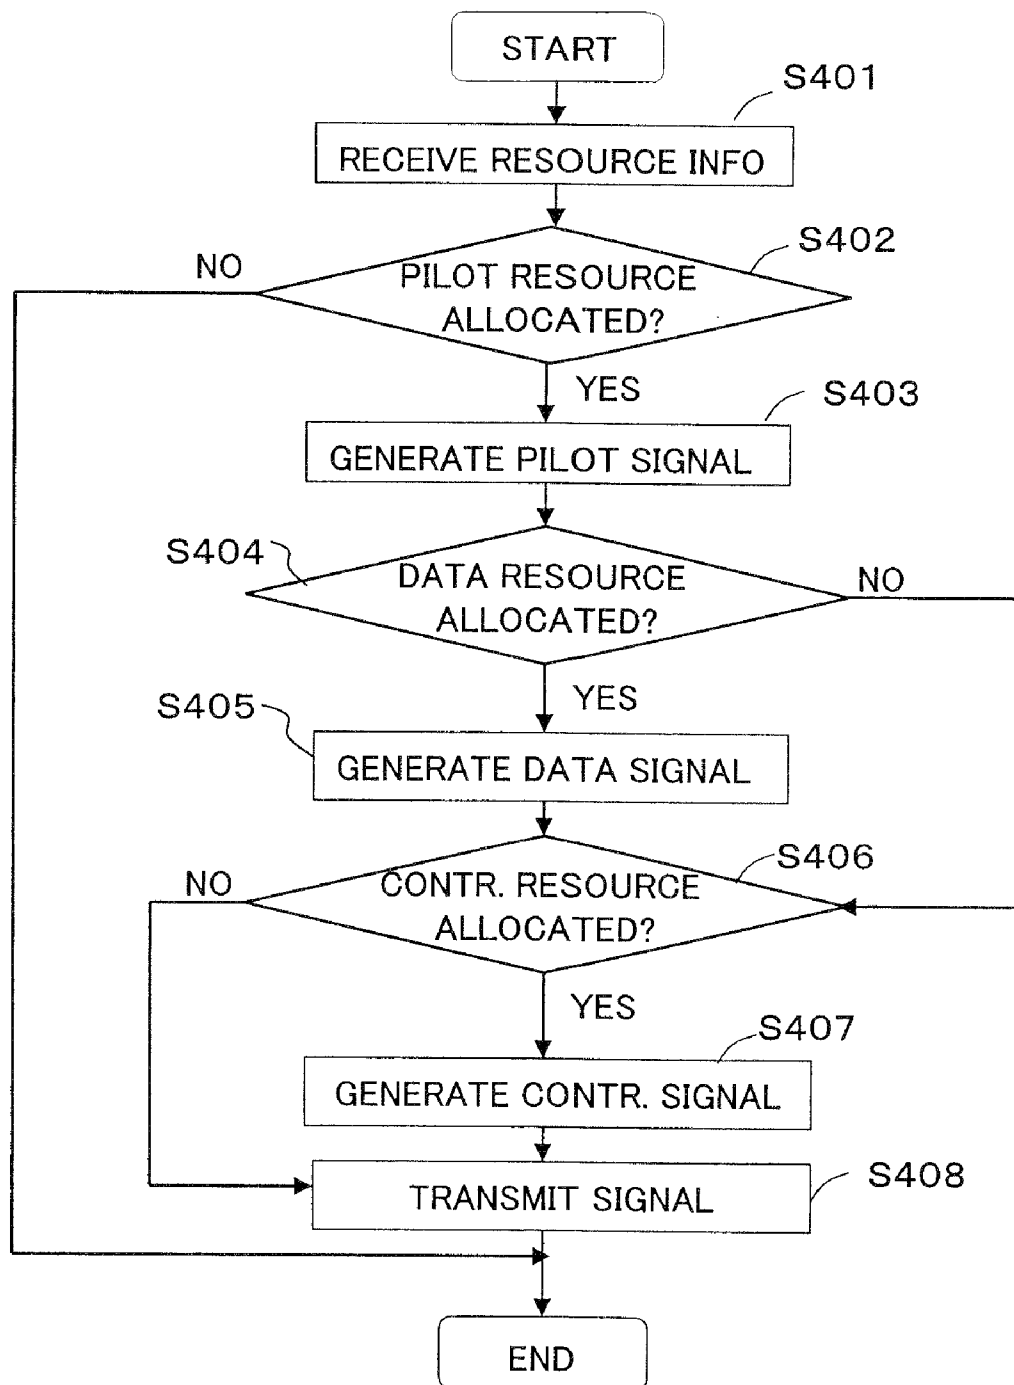 START
S401
RECEIVE RESOURCE INFO
S402
NO
PILOT RESOURCE
ALLOCATED?
YES
S403
GENERATE PILOT SIGNAL
S404
DATA RESOURCE
ALLOCATED?
NO
YES
S405
GENERATE DATA SIGNAL
S406
NO
CONTR. RESOURCE
ALLOCATED?
YES
S407
GENERATE CONTR. SIGNAL
S408
TRANSMIT SIGNAL
END